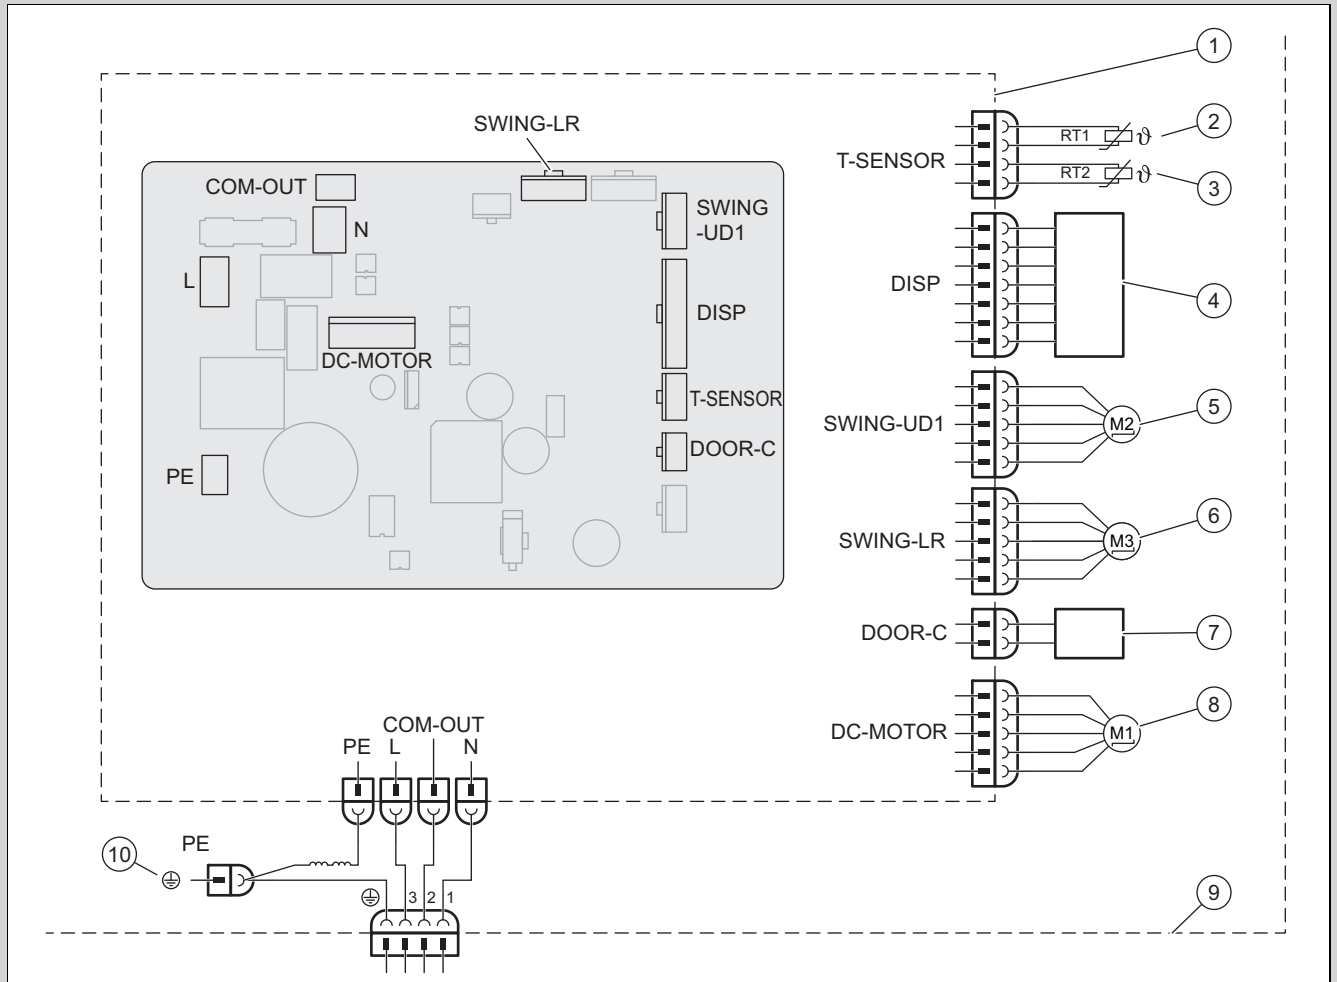 1
SWING-LR
2
RT1 ϑ
T-SENSOR
RT2 ϑ
3
COM-OUT
SWING
-UD1
N
L
DISP
4
DISP
DC-MOTOR
T-SENSOR
5
SWING-UD1
M2
DOOR-C
PE
6
SWING-LR
M3
DOOR-C
7
8
DC-MOTOR
M1
COM-OUT
PE L N
PE
10
3 2 1
9